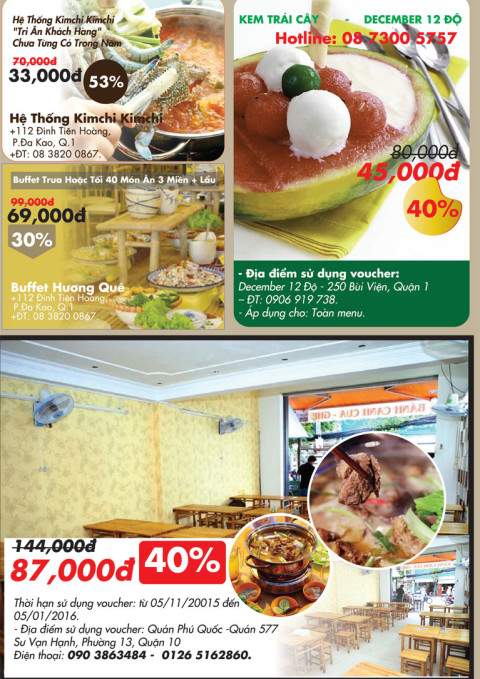 Hệ Thống Kimchi Kimchi
"Tri Ân Khách Hàng"
Chưa Từng Có Trong Năm
70,000đ
33,000đ
53%
Hệ Thống Kimchi Kimchi
+112 Đinh Tiên Hoàng,
P.Đa Kao, Q.1
+ĐT: 08 3820 0867.
Buffet Trưa Hoặc Tối 40 Món Ăn 3 Miền + Lẩu
99,000đ
69,000đ
30%
Buffet Hương Quê
+112 Đinh Tiên Hoàng,
P.Đa Kao, Q.1
+ĐT: 08 3820 0867.
KEM TRÁI CÂY - DECEMBER 12 ĐỘ
Hotline: 08 7300 5757
80,000đ
45,000đ
40%
- Địa điểm sử dụng voucher:
December 12 Độ - 250 Bùi Viện, Quận 1
– ĐT: 0906 919 738.
- Áp dụng cho: Toàn menu.
BÁNH CANH CUA - GHẸ
144,000đ
87,000đ
40%
Thời hạn sử dụng voucher: từ 05/11/20015 đến
05/01/2016.
- Địa điểm sử dụng voucher: Quán Phú Quốc -Quán 577
Sư Vạn Hạnh, Phường 13, Quận 10
Điện thoại: 090 3863484 - 0126 5162860.